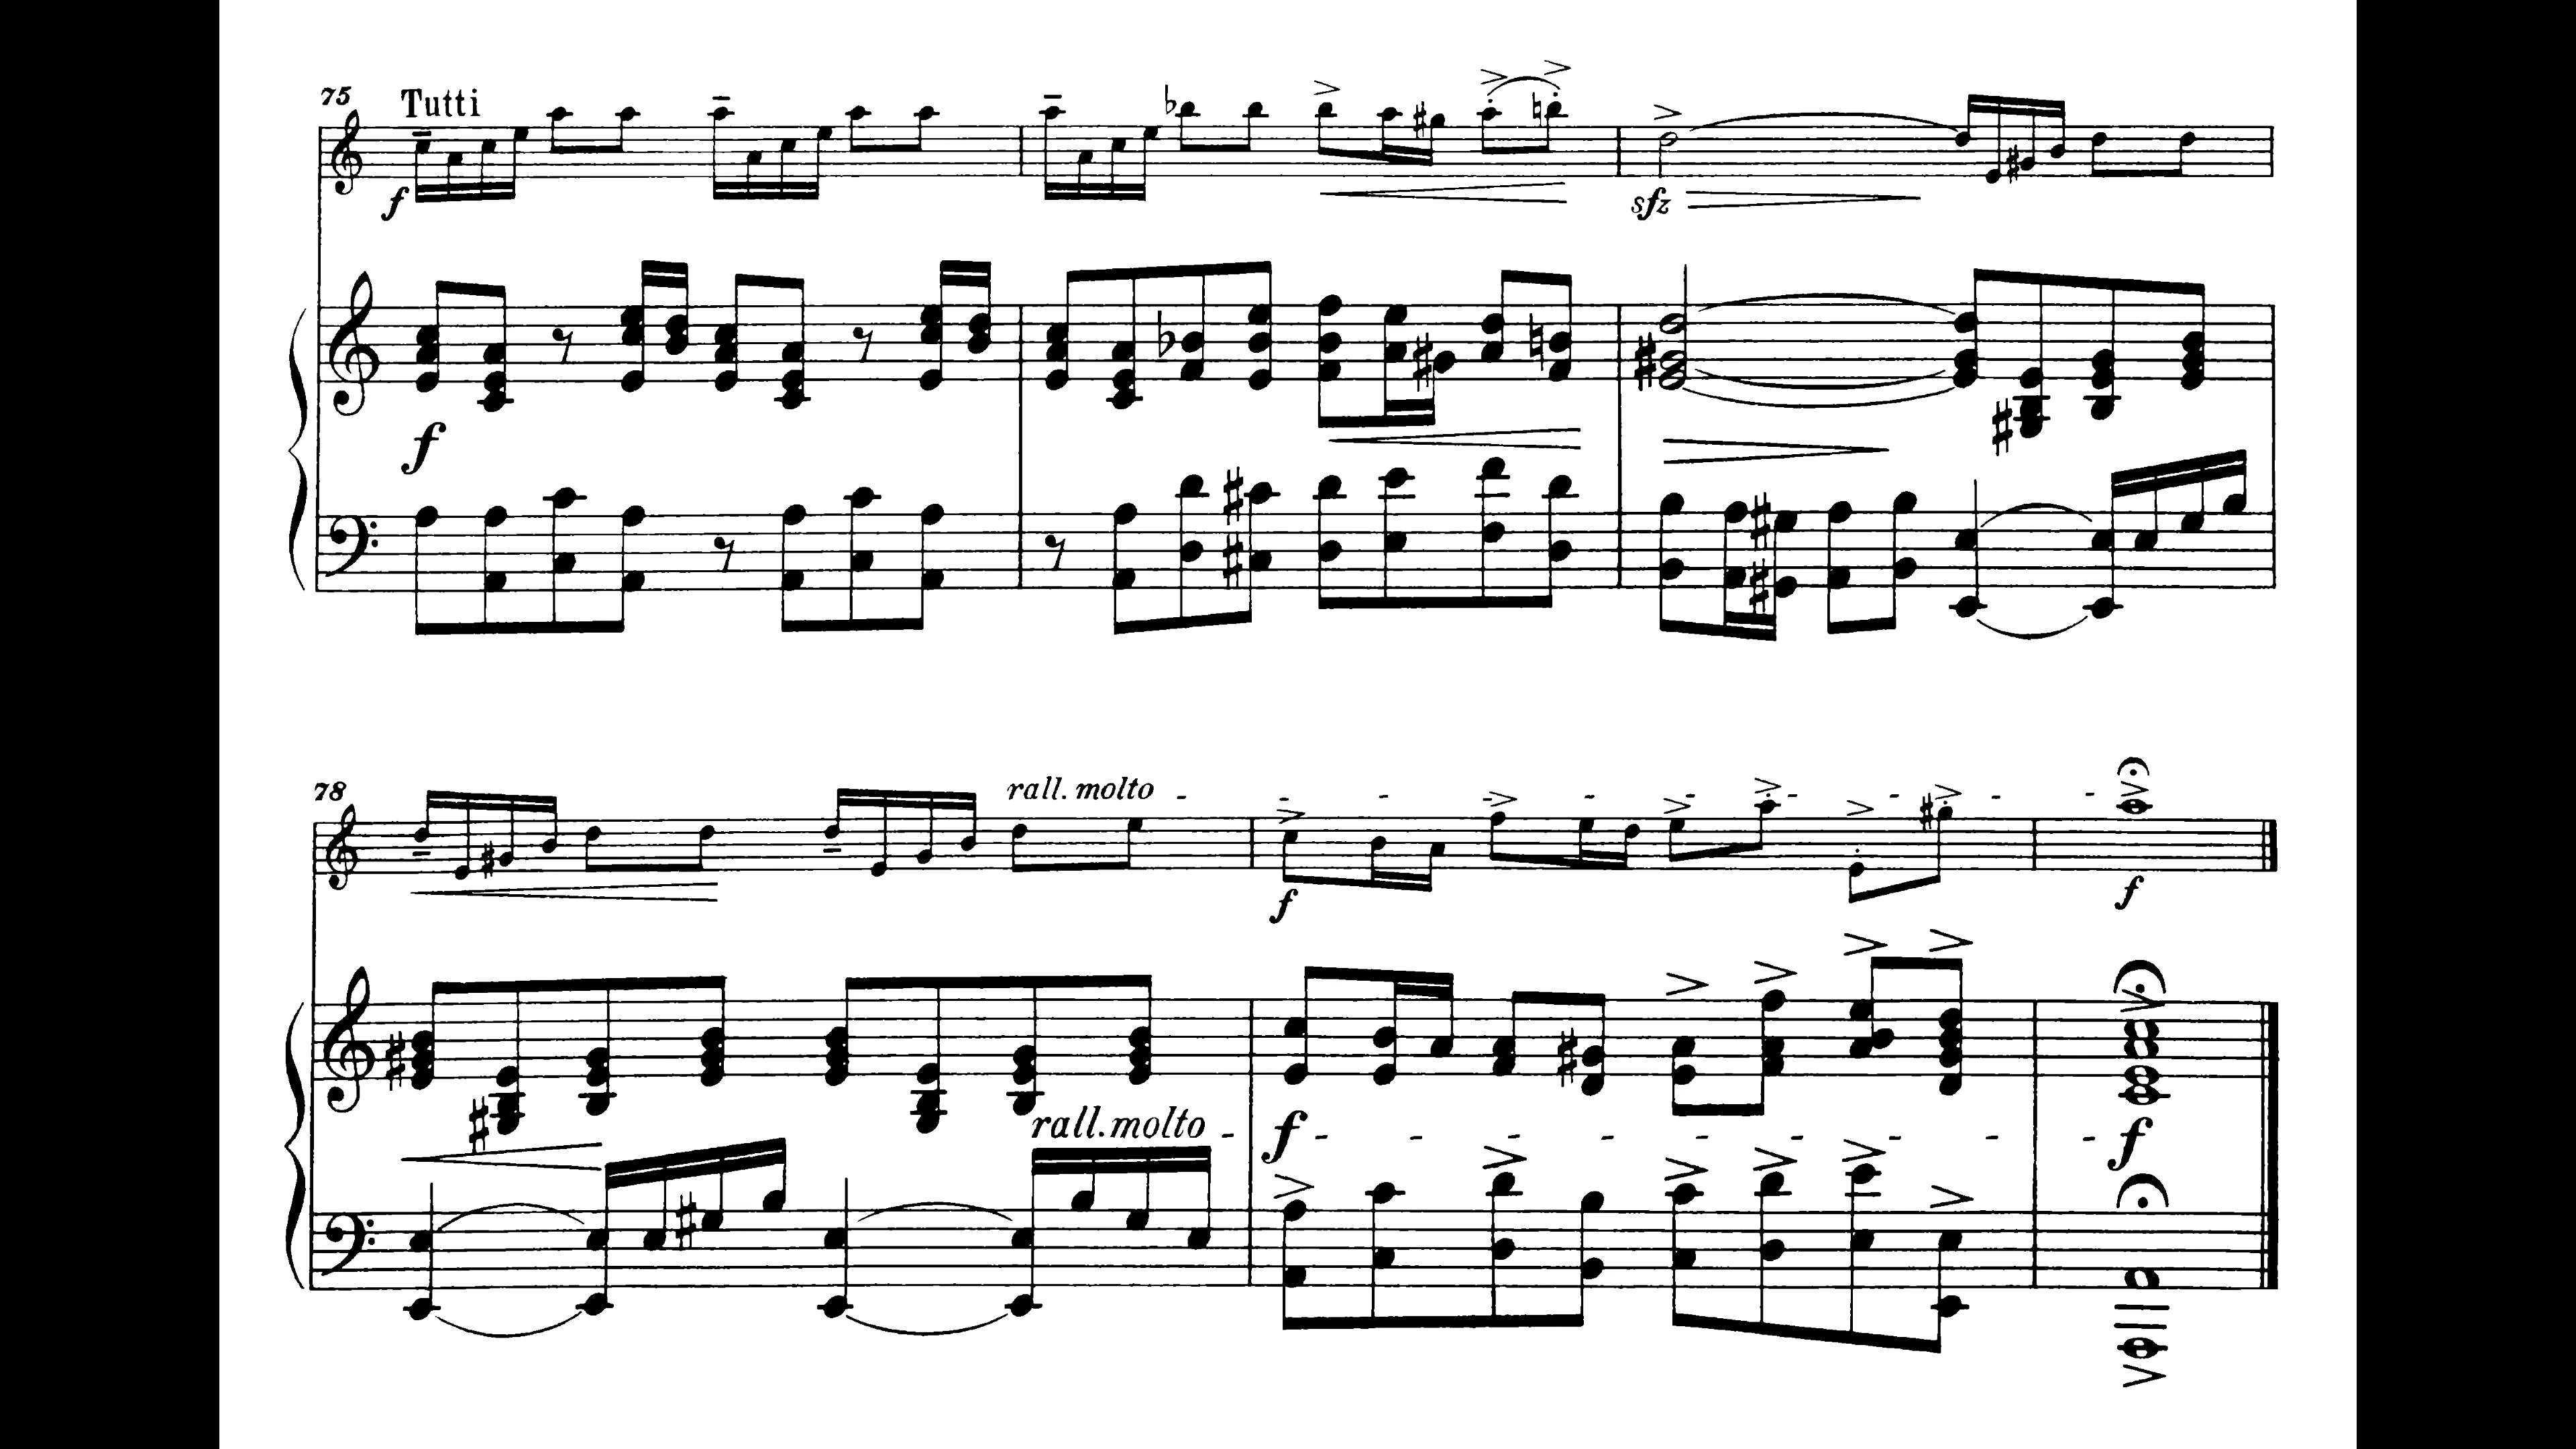 75 Tutti
f
sfz
f
78 rall. molto
f f
rall. molto f f